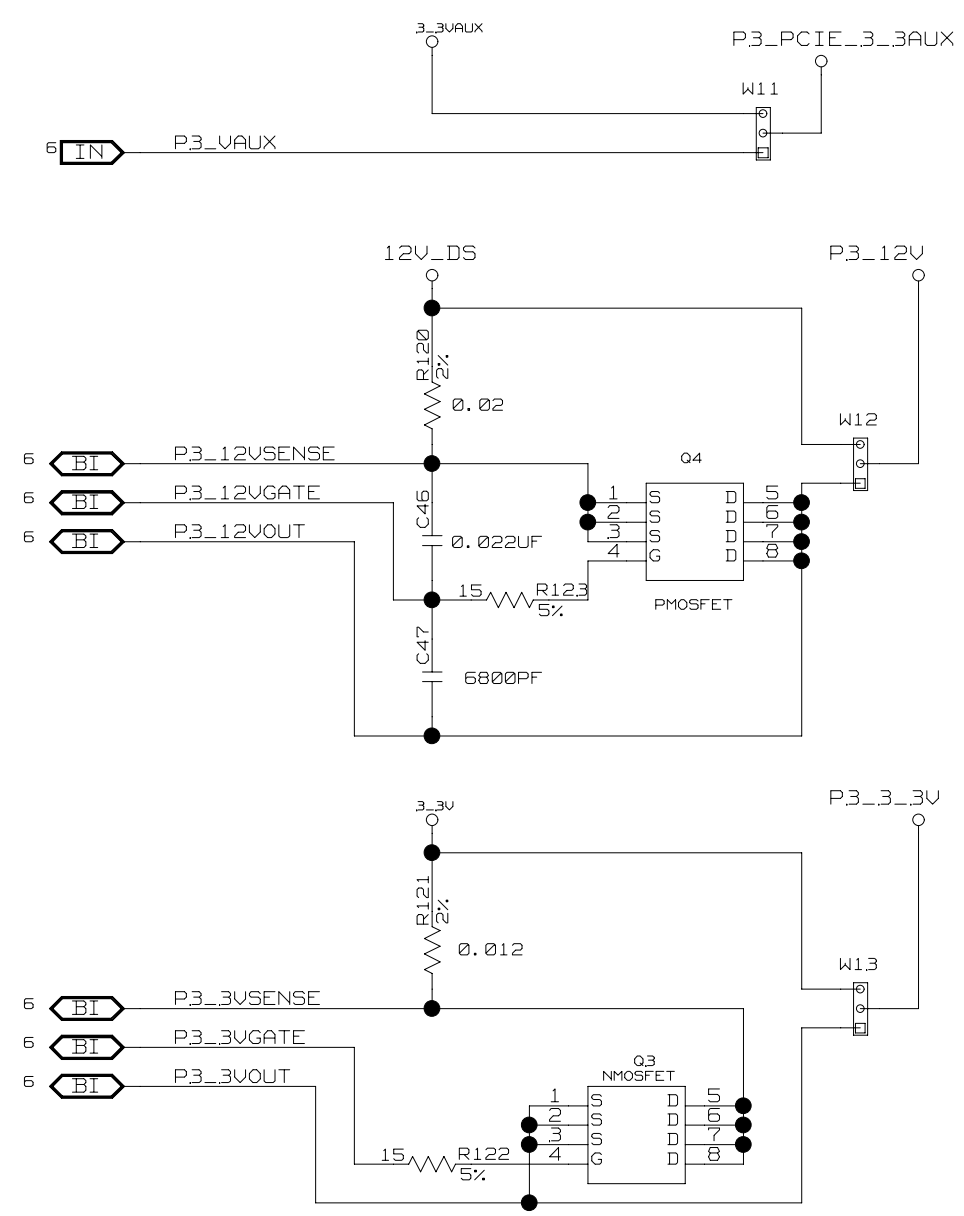 3_3VAUX
P3_PCIE_3_3AUX
W11
6 IN P3_VAUX
12V_DS
P3_12V
R120
2%
0.02
W12
6 BI P3_12VSENSE
Q4
6 BI P3_12VGATE
C46
1 S D 5
2 S D 6
6 BI P3_12VOUT
0.022UF
3 S D 7
4 G D 8
15 R123
5%
PMOSFET
C47
6800PF
3_3V
P3_3_3V
R121
2%
0.012
W13
6 BI P3_3VSENSE
6 BI P3_3VGATE
Q3
NMOSFET
6 BI P3_3VOUT
1 S D 5
2 S D 6
3 S D 7
15 R122 4 G D 8
5%